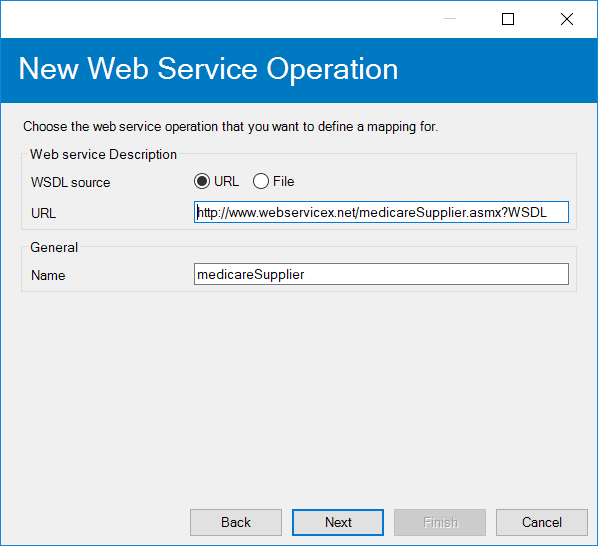 New Web Service Operation
Choose the web service operation that you want to define a mapping for.
Web service Description
WSDL source URL File
URL http://www.webservicex.net/medicareSupplier.asmx?WSDL
General
Name medicareSupplier
Back Next Finish Cancel